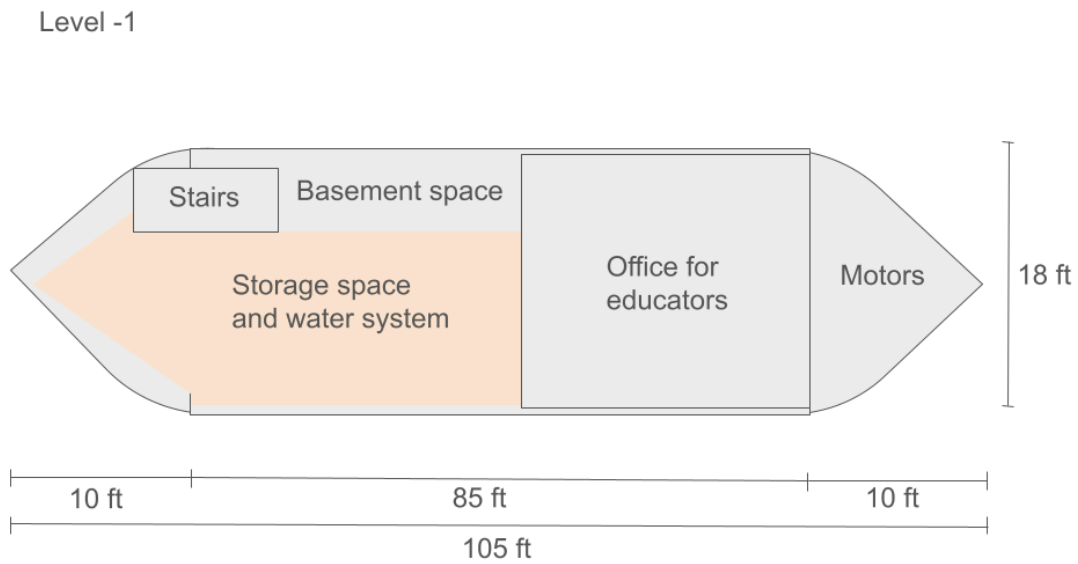 Level -1
Stairs
Basement space
Storage space
and water system
Office for
educators
Motors
18 ft
10 ft
85 ft
10 ft
105 ft